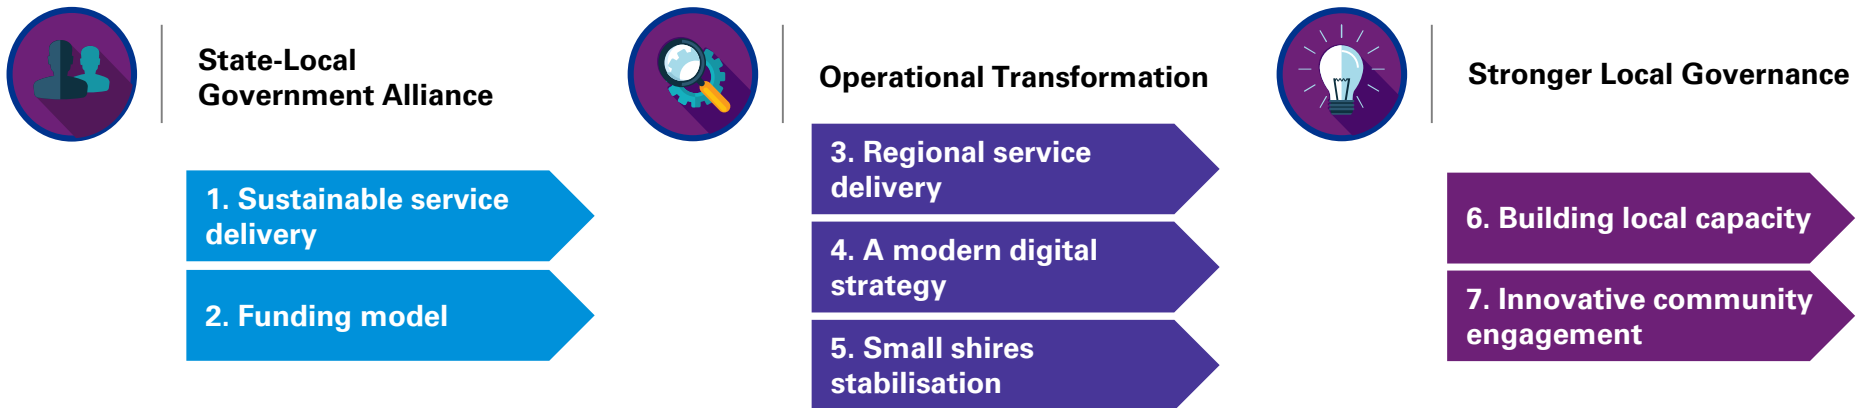 State-Local
Government Alliance
1. Sustainable service
delivery
2. Funding model
Operational Transformation
3. Regional service
delivery
4. A modern digital
strategy
5. Small shires
stabilisation
Stronger Local Governance
6. Building local capacity
7. Innovative community
engagement